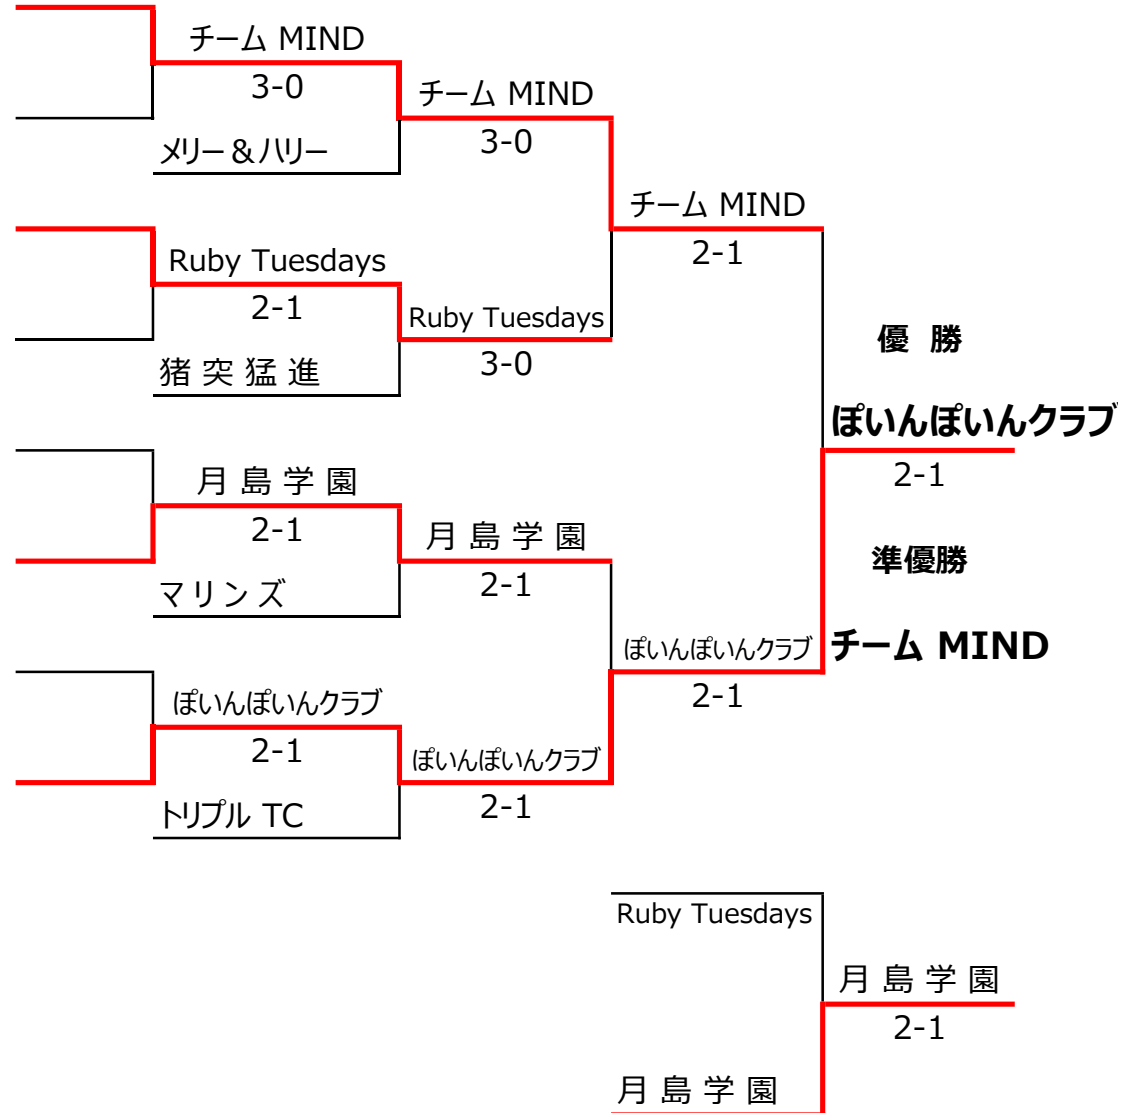 チーム MIND
3-0
チーム MIND
メリー＆ハリー
3-0
チーム MIND
2-1
Ruby Tuesdays
2-1
Ruby Tuesdays
猪突猛進
3-0
優 勝
ぽいんぽいんクラブ
2-1
月島学園
2-1
月島学園
マリンズ
2-1
準優勝
チーム MIND
ぽいんぽいんクラブ
2-1
ぽいんぽいんクラブ
2-1
ぽいんぽいんクラブ
トリプル TC
2-1
Ruby Tuesdays
月島学園
2-1
月島学園